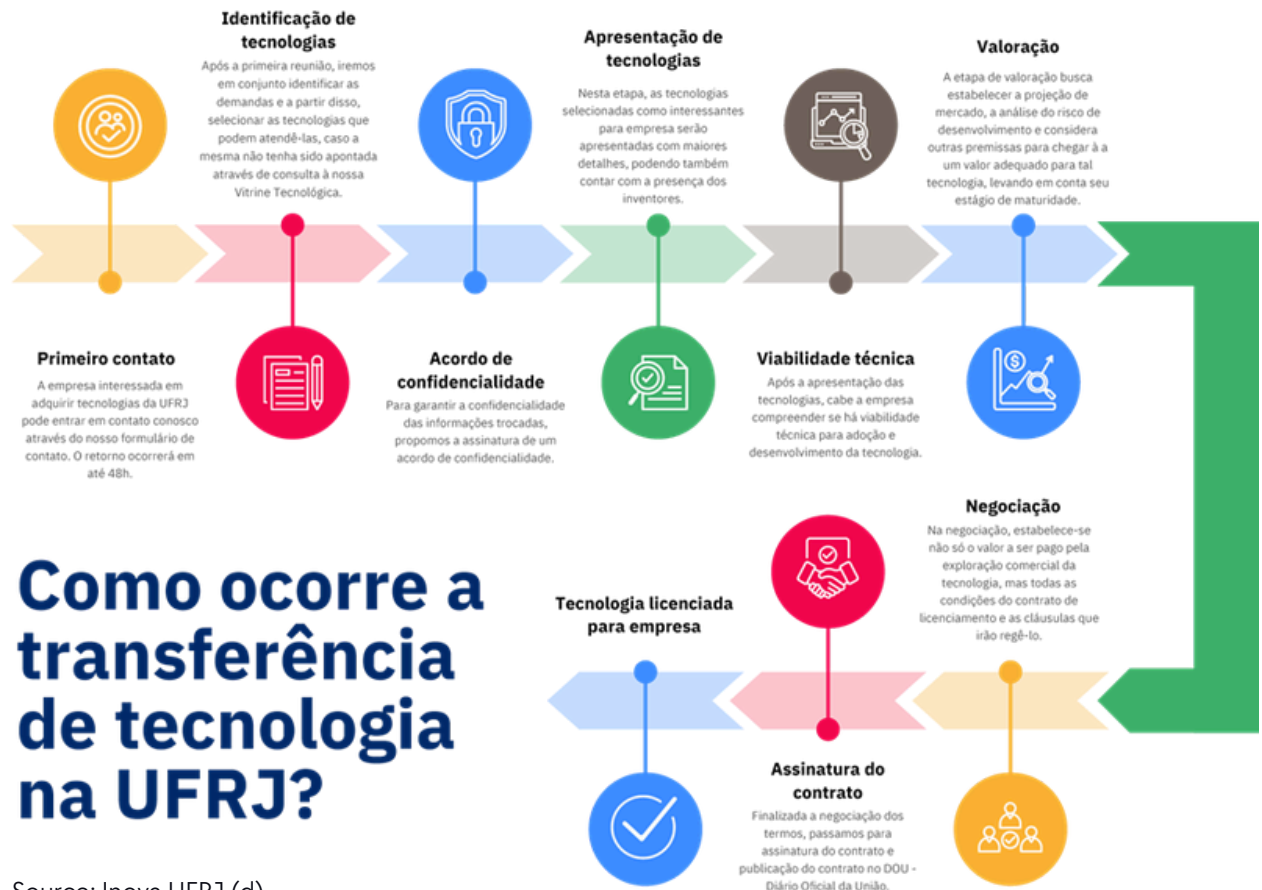 Identificação de
tecnologias
Após a primeira reunião, iremos
em conjunto identificar as
demandas e a partir disso,
selecionar as tecnologias que
podem atendê-las, caso a
mesma não tenha sido apontada
através de consulta à nossa
Vitrine Tecnológica.
Apresentação de
tecnologias
Nesta etapa, as tecnologias
selecionadas como interessantes
para empresa serão
apresentadas com maiores
detalhes, podendo também
contar com a presença dos
inventores.
Valoração
A etapa de valoração busca
estabelecer a projeção de
mercado, a análise do risco de
desenvolvimento e considera
outras premissas para chegar à a
um valor adequado para tal
tecnologia, levando em conta seu
estágio de maturidade.
Primeiro contato
A empresa interessada em
adquirir tecnologias da UFRJ
pode entrar em contato conosco
através do nosso formulário de
contato. O retorno ocorrerá em
até 48h.
Acordo de
confidencialidade
Para garantir a confidencialidade
das informações trocadas,
propomos a assinatura de um
acordo de confidencialidade.
Viabilidade técnica
Após a apresentação das
tecnologias, cabe a empresa
compreender se há viabilidade
técnica para adoção e
desenvolvimento da tecnologia.
Negociação
Na negociação, estabelece-se
não só o valor a ser pago pela
exploração comercial da
tecnologia, mas todas as
condições do contrato de
licenciamento e as cláusulas que
irão regê-lo.
Assinatura do
contrato
Finalizada a negociação dos
termos, passamos para
assinatura do contrato e
publicação do contrato no DOU -
Diário Oficial da União.
Tecnologia licenciada
para empresa
Como ocorre a
transferência
de tecnologia
na UFRJ?
Source: Inova UFRJ (d)